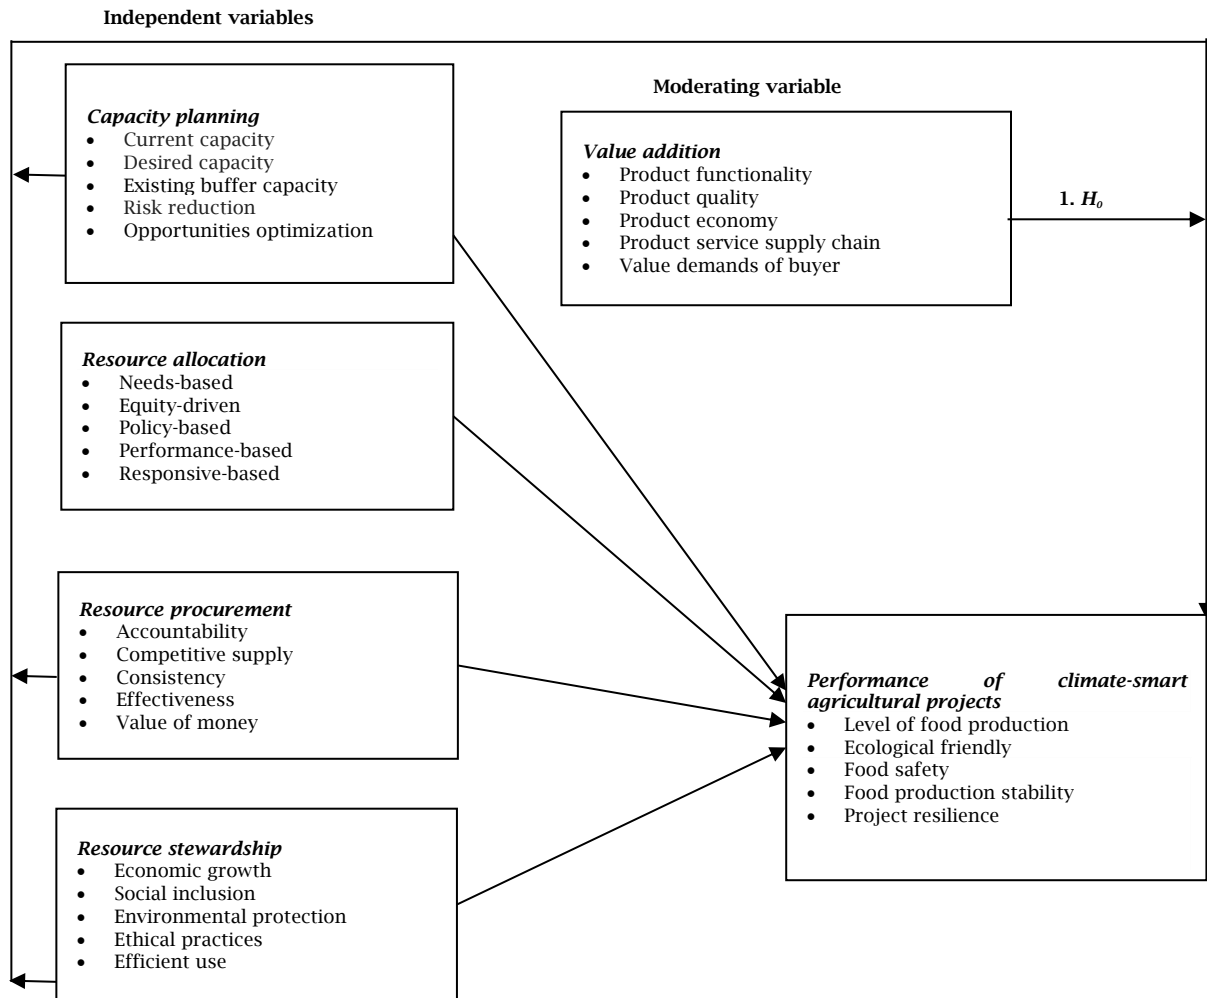 Independent variables
Capacity planning
• Current capacity
• Desired capacity
• Existing buffer capacity
• Risk reduction
• Opportunities optimization
Moderating variable
Value addition
• Product functionality
• Product quality
• Product economy
• Product service supply chain
• Value demands of buyer
1. H₀
Resource allocation
• Needs-based
• Equity-driven
• Policy-based
• Performance-based
• Responsive-based
Resource procurement
• Accountability
• Competitive supply
• Consistency
• Effectiveness
• Value of money
Performance of climate-smart
agricultural projects
• Level of food production
• Ecological friendly
• Food safety
• Food production stability
• Project resilience
Resource stewardship
• Economic growth
• Social inclusion
• Environmental protection
• Ethical practices
• Efficient use